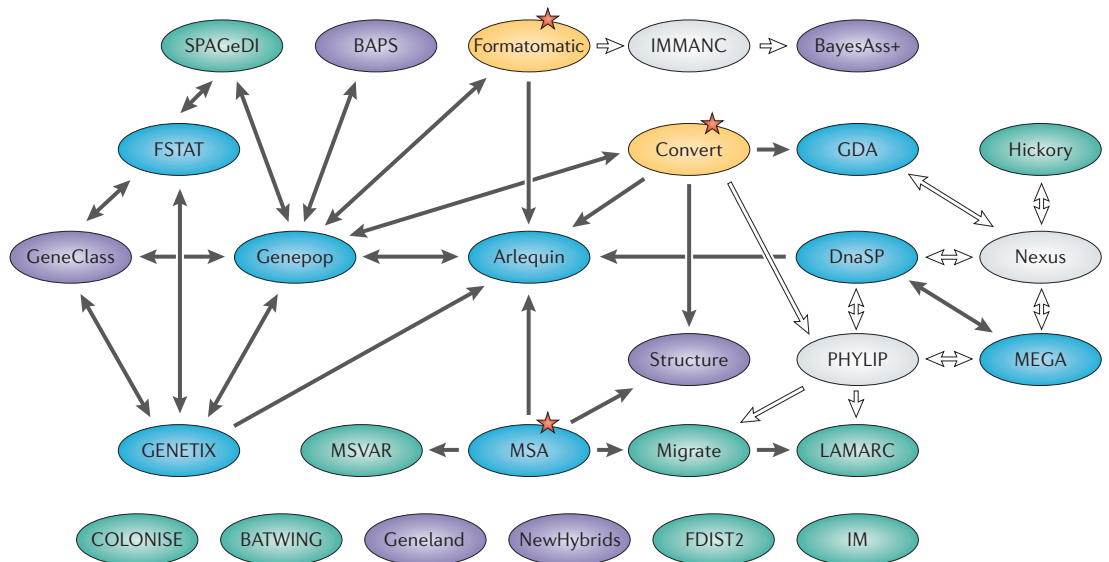 SPAGeDI
BAPS
Formatomatic
IMMANC
BayesAss+
FSTAT
Convert
GDA
Hickory
GeneClass
Genepop
Arlequin
DnaSP
Nexus
Structure
PHYLIP
MEGA
GENETIX
MSVAR
MSA
Migrate
LAMARC
COLONISE
BATWING
Geneland
NewHybrids
FDIST2
IM